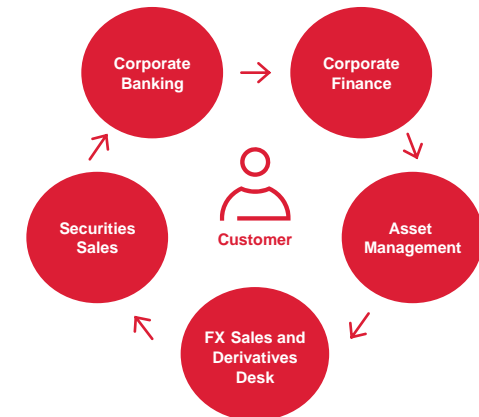 Corporate
Banking
Corporate
Finance
Customer
Securities
Sales
Asset
Management
FX Sales and
Derivatives
Desk